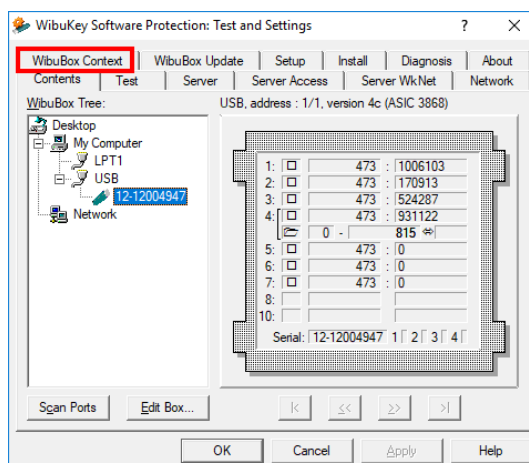 WibuKey Software Protection: Test and Settings ? X
WibuBox Context WibuBox Update Setup Install Diagnosis About
Contents Test Server Server Access Server WkNet Network
WibuBox Tree: USB, address : 1/1, version 4c (ASIC 3868)
Desktop
My Computer
LPT1
USB
12-12004947
Network
1: 473 : 1006103
2: 473 : 170913
3: 473 : 524287
4: 473 : 931122
0 - 815
5: 473 : 0
6: 473 : 0
7: 473 : 0
8:
10:
Serial: 12-12004947 1 2 3 4
Scan Ports Edit Box... |< << >> >|
OK Cancel Apply Help